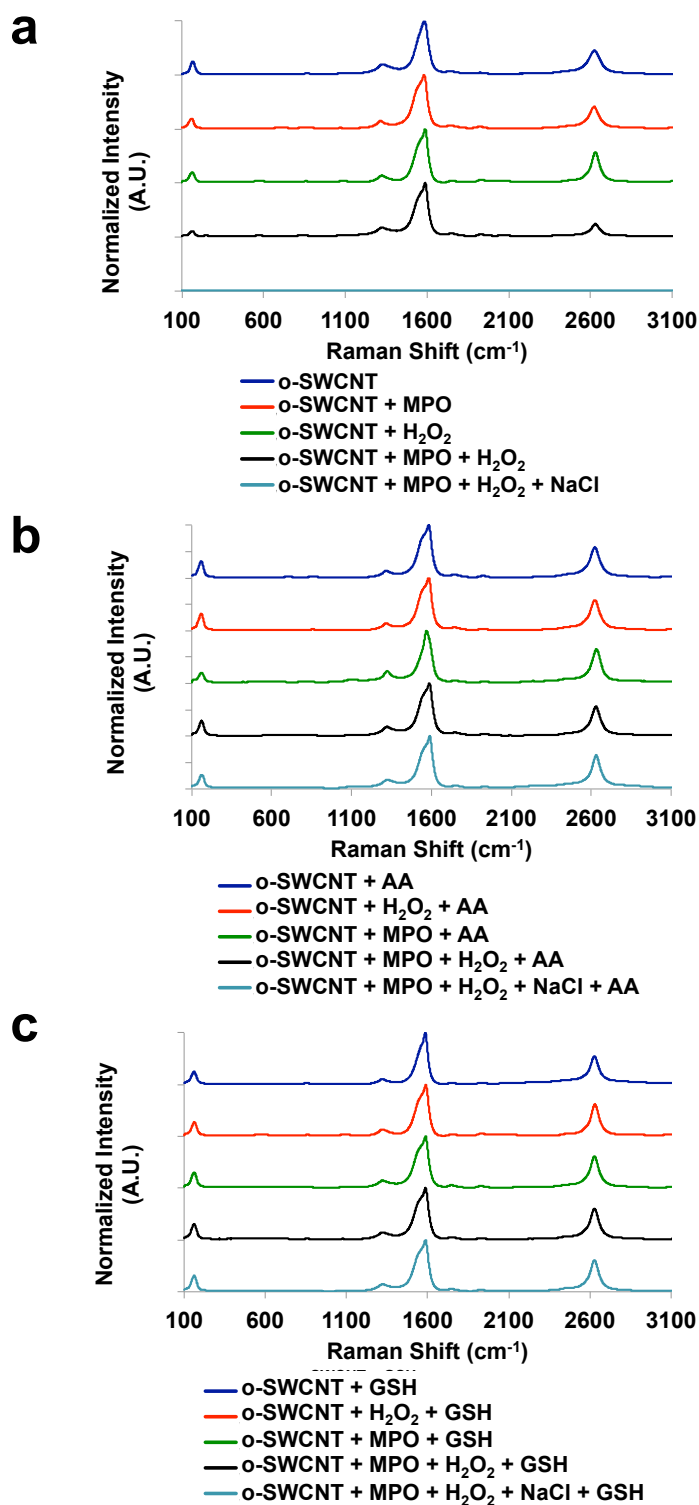 a
Normalized Intensity
(A.U.)
100 600 1100 1600 2100 2600 3100
Raman Shift (cm⁻¹)
o-SWCNT
o-SWCNT + MPO
o-SWCNT + H₂O₂
o-SWCNT + MPO + H₂O₂
o-SWCNT + MPO + H₂O₂ + NaCl
b
Normalized Intensity
(A.U.)
100 600 1100 1600 2100 2600 3100
Raman Shift (cm⁻¹)
o-SWCNT + AA
o-SWCNT + H₂O₂ + AA
o-SWCNT + MPO + AA
o-SWCNT + MPO + H₂O₂ + AA
o-SWCNT + MPO + H₂O₂ + NaCl + AA
c
Normalized Intensity
(A.U.)
100 600 1100 1600 2100 2600 3100
Raman Shift (cm⁻¹)
o-SWCNT + GSH
o-SWCNT + H₂O₂ + GSH
o-SWCNT + MPO + GSH
o-SWCNT + MPO + H₂O₂ + GSH
o-SWCNT + MPO + H₂O₂ + NaCl + GSH